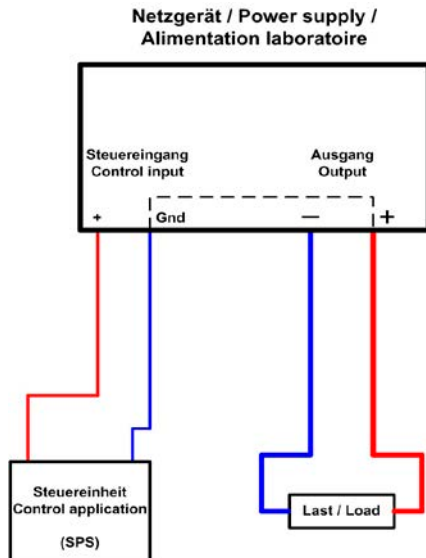 Netzgerät / Power supply /
Alimentation laboratoire
Steuereingang
Control input
Ausgang
Output
+
Gnd
—
+
Steuereinheit
Control application
(SPS)
Last / Load